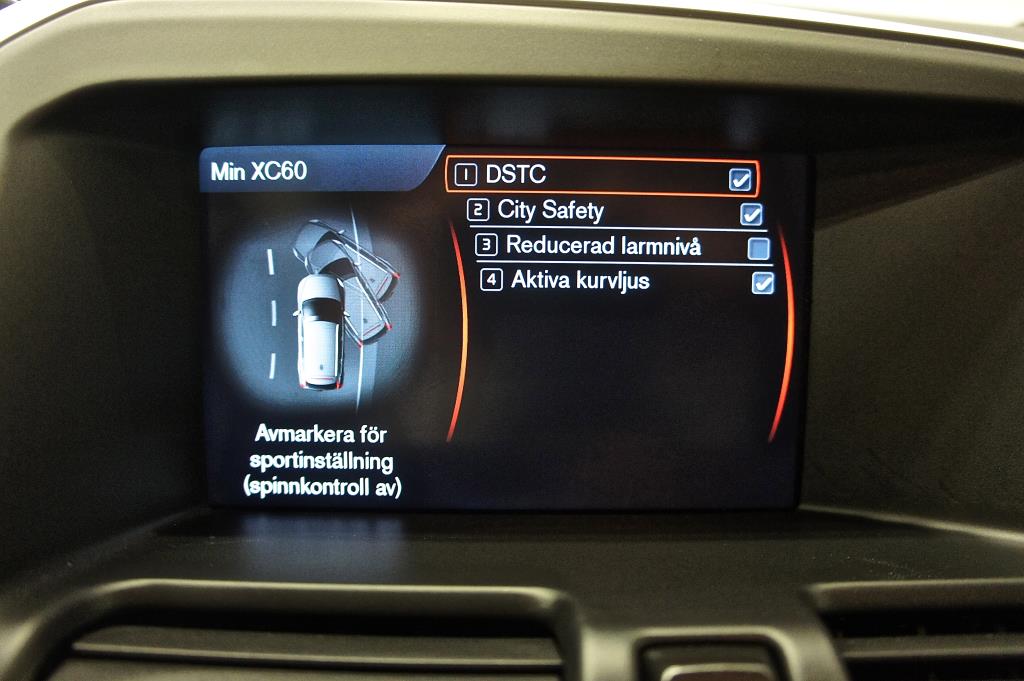 Min XC60
1 DSTC
2 City Safety
3 Reducerad larmnivå
4 Aktiva kurvljus
Avmarkera för
sportinställning
(spinnkontroll av)